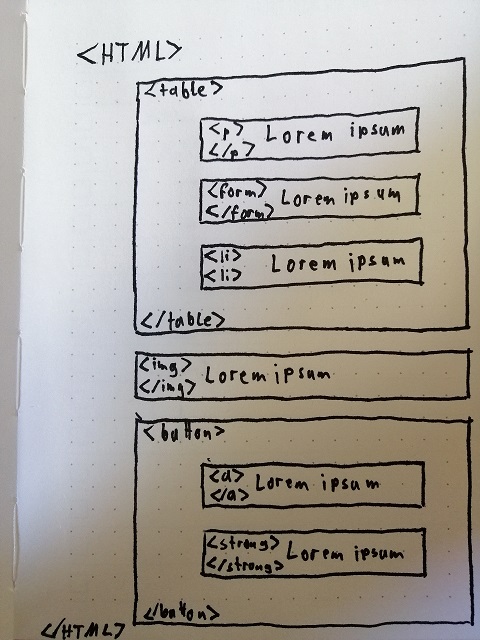 <HTML>
<table>
<p> Lorem ipsum
</p>
<form> Lorem ipsum
</form>
<li> Lorem ipsum
<li>
</table>
<img> Lorem ipsum
</img>
<button>
<a> Lorem ipsum
</a>
<strong> Lorem ipsum
</strong>
</button>
</HTML>